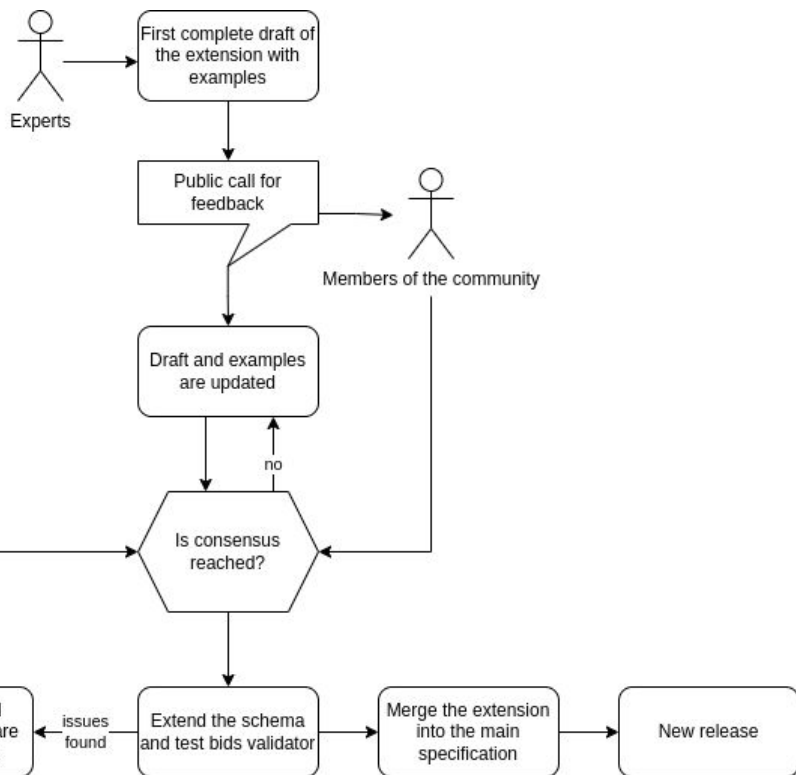 First complete draft of
the extension with
examples
Experts
Public call for
feedback
Members of the community
Draft and examples
are updated
no
Is consensus
reached?
issues
found
Extend the schema
and test bids validator
Merge the extension
into the main
specification
New release